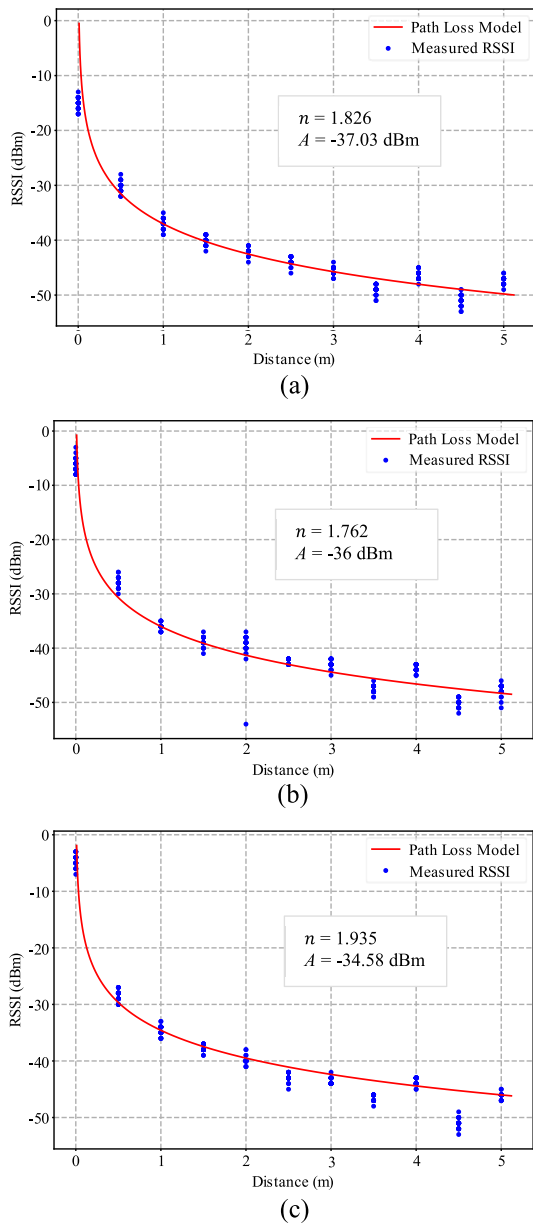 0
-10
-20
-30
-40
-50
RSSI (dBm)
Path Loss Model
Measured RSSI
n = 1.826
A = -37.03 dBm
0 1 2 3 4 5
Distance (m)
(a)
0
-10
-20
-30
-40
-50
RSSI (dBm)
Path Loss Model
Measured RSSI
n = 1.762
A = -36 dBm
0 1 2 3 4 5
Distance (m)
(b)
0
-10
-20
-30
-40
-50
RSSI (dBm)
Path Loss Model
Measured RSSI
n = 1.935
A = -34.58 dBm
0 1 2 3 4 5
Distance (m)
(c)